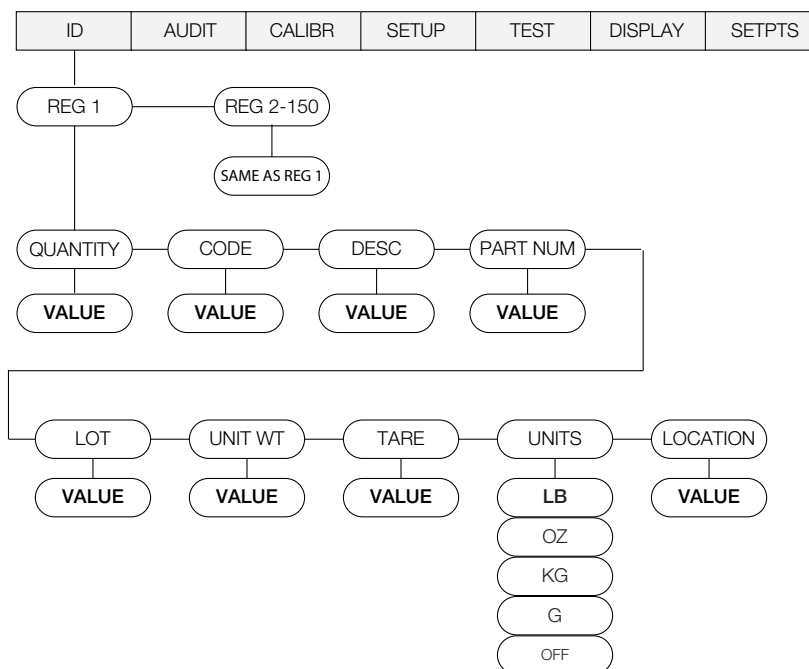 ID AUDIT CALIBR SETUP TEST DISPLAY SETPTS
REG 1 REG 2-150
SAME AS REG 1
QUANTITY CODE DESC PART NUM
VALUE VALUE VALUE VALUE
LOT UNIT WT TARE UNITS LOCATION
VALUE VALUE VALUE LB VALUE
OZ
KG
G
OFF